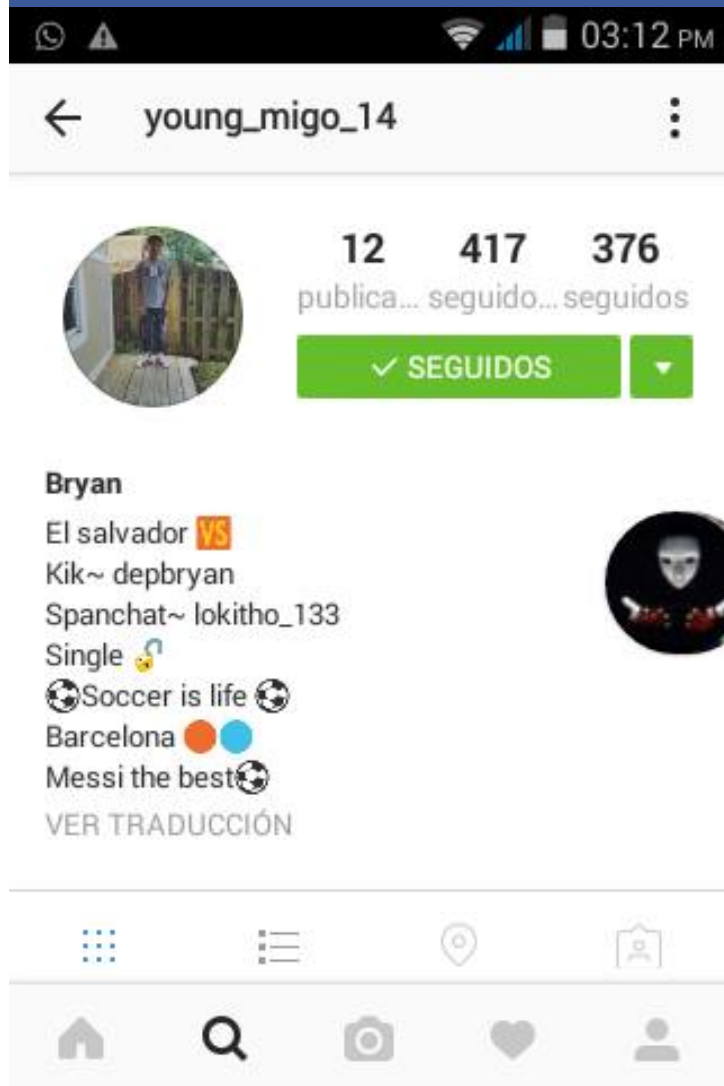 03:12 PM
young_migo_14
12 417 376
publica... seguido... seguidos
SEGUIDOS
Bryan
El salvador 🆚
Kik~ depbryan
Spanchat~ lokitho_133
Single 🔓
⚽Soccer is life⚽
Barcelona 🔴🔵
Messi the best⚽
VER TRADUCCIÓN